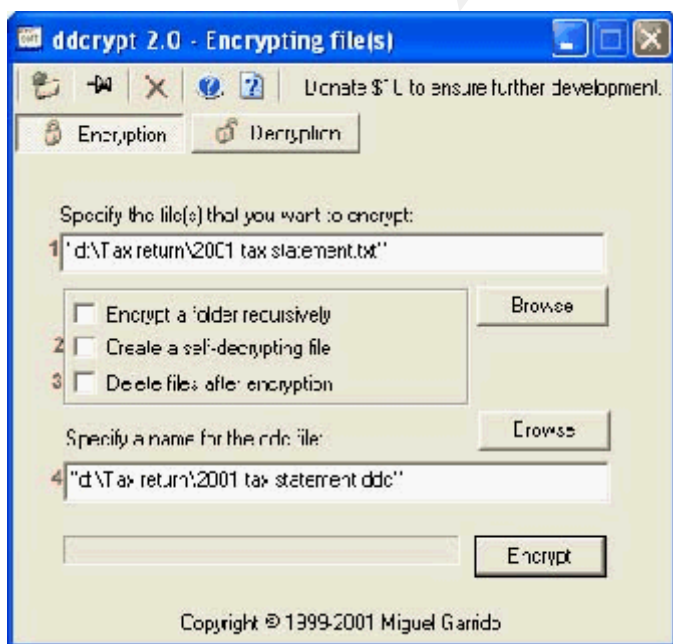 ddcrypt 2.0 - Encrypting file(s)
Donate $10 to ensure further development.
Encryption
Decryption
Specify the file(s) that you want to encrypt:
1 "d:\Tax return\2001 tax statement.txt"
Browse
Encrypt a folder recursively
2 Create a self-decrypting file
3 Delete files after encryption
Browse
Specify a name for the ddc file:
4 "d:\Tax return\2001 tax statement.ddc"
Encrypt
Copyright © 1999-2001 Miguel Garrido